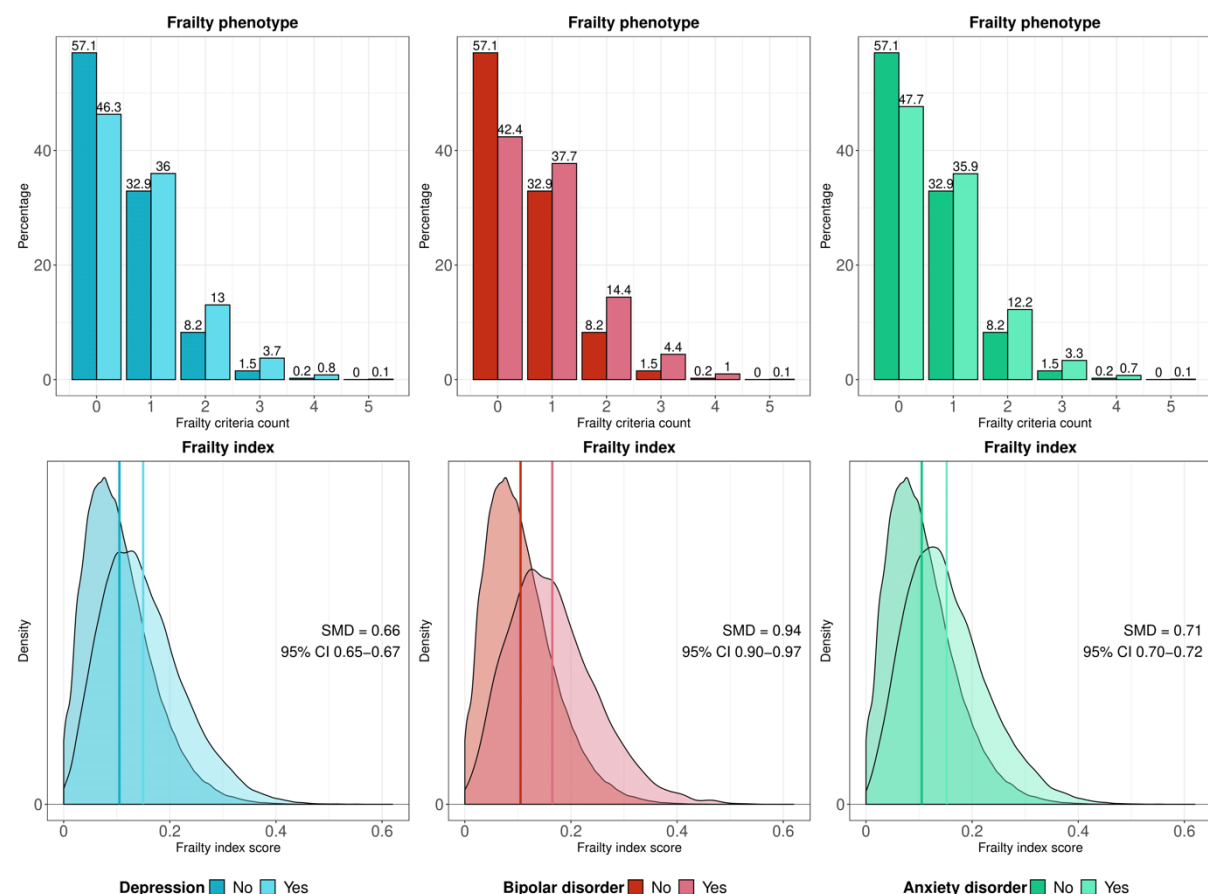 Frailty phenotype
57.1
46.3
32.9
36
8.2
13
1.5
3.7
0.2
0.8
0
0.1
40
20
0
Percentage
0 1 2 3 4 5
Frailty criteria count
Frailty phenotype
57.1
42.4
32.9
37.7
8.2
14.4
1.5
4.4
0.2
1
0
0.1
40
20
0
Percentage
0 1 2 3 4 5
Frailty criteria count
Frailty phenotype
57.1
47.7
32.9
35.9
8.2
12.2
1.5
3.3
0.2
0.7
0
0.1
40
20
0
Percentage
0 1 2 3 4 5
Frailty criteria count
Frailty index
SMD = 0.66
95% CI 0.65–0.67
Density
0
0 0.2 0.4 0.6
Frailty index score
Frailty index
SMD = 0.94
95% CI 0.90–0.97
Density
0
0 0.2 0.4 0.6
Frailty index score
Frailty index
SMD = 0.71
95% CI 0.70–0.72
Density
0
0 0.2 0.4 0.6
Frailty index score
Depression No Yes
Bipolar disorder No Yes
Anxiety disorder No Yes